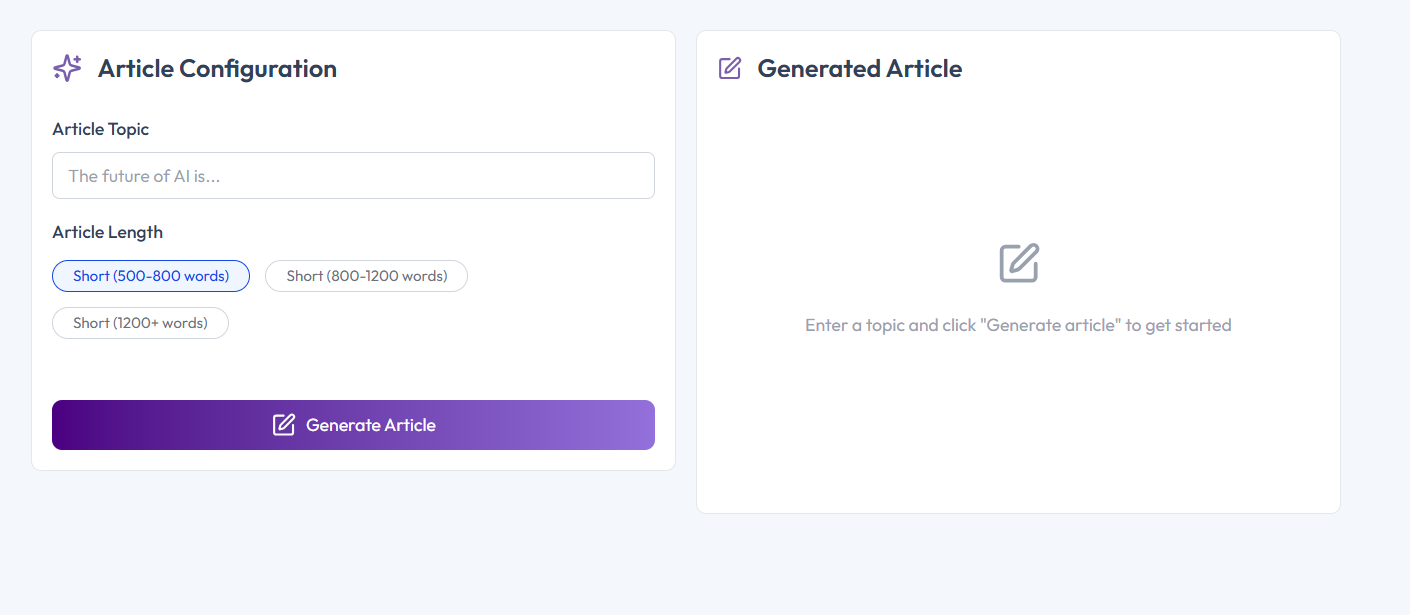 Article Configuration
Article Topic
The future of AI is...
Article Length
Short (500-800 words)
Short (800-1200 words)
Short (1200+ words)
Generate Article
Generated Article
Enter a topic and click "Generate article" to get started